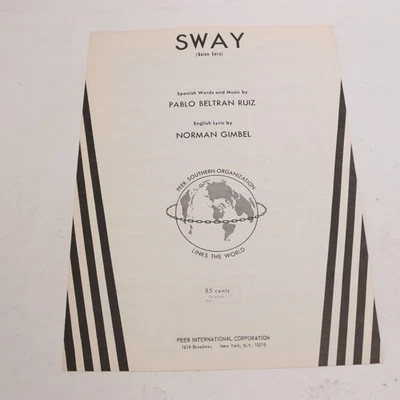 SWAY
(Quien Sera)
Spanish Words and Music by
PABLO BELTRAN RUIZ
English Lyric by
NORMAN GIMBEL
PEER-SOUTHERN ORGANIZATION
LINKS THE WORLD
85 cents
PEER INTERNATIONAL CORPORATION
1619 Broadway New York, N.Y. 10019